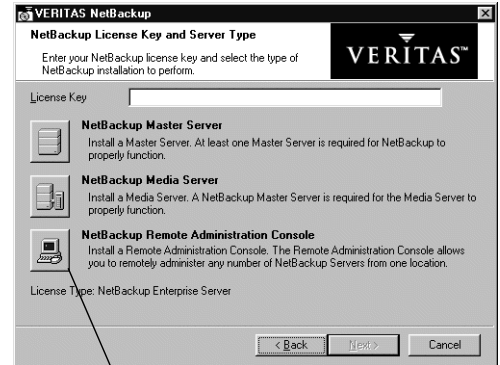 VERITAS NetBackup
NetBackup License Key and Server Type
Enter your NetBackup license key and select the type of
NetBackup installation to perform.
VERITAS™
License Key
NetBackup Master Server
Install a Master Server. At least one Master Server is required for NetBackup to
properly function.
NetBackup Media Server
Install a Media Server. A NetBackup Master Server is required for the Media Server to
properly function.
NetBackup Remote Administration Console
Install a Remote Administration Console. The Remote Administration Console allows
you to remotely administer any number of NetBackup Servers from one location.
License Type: NetBackup Enterprise Server
< Back
Next >
Cancel